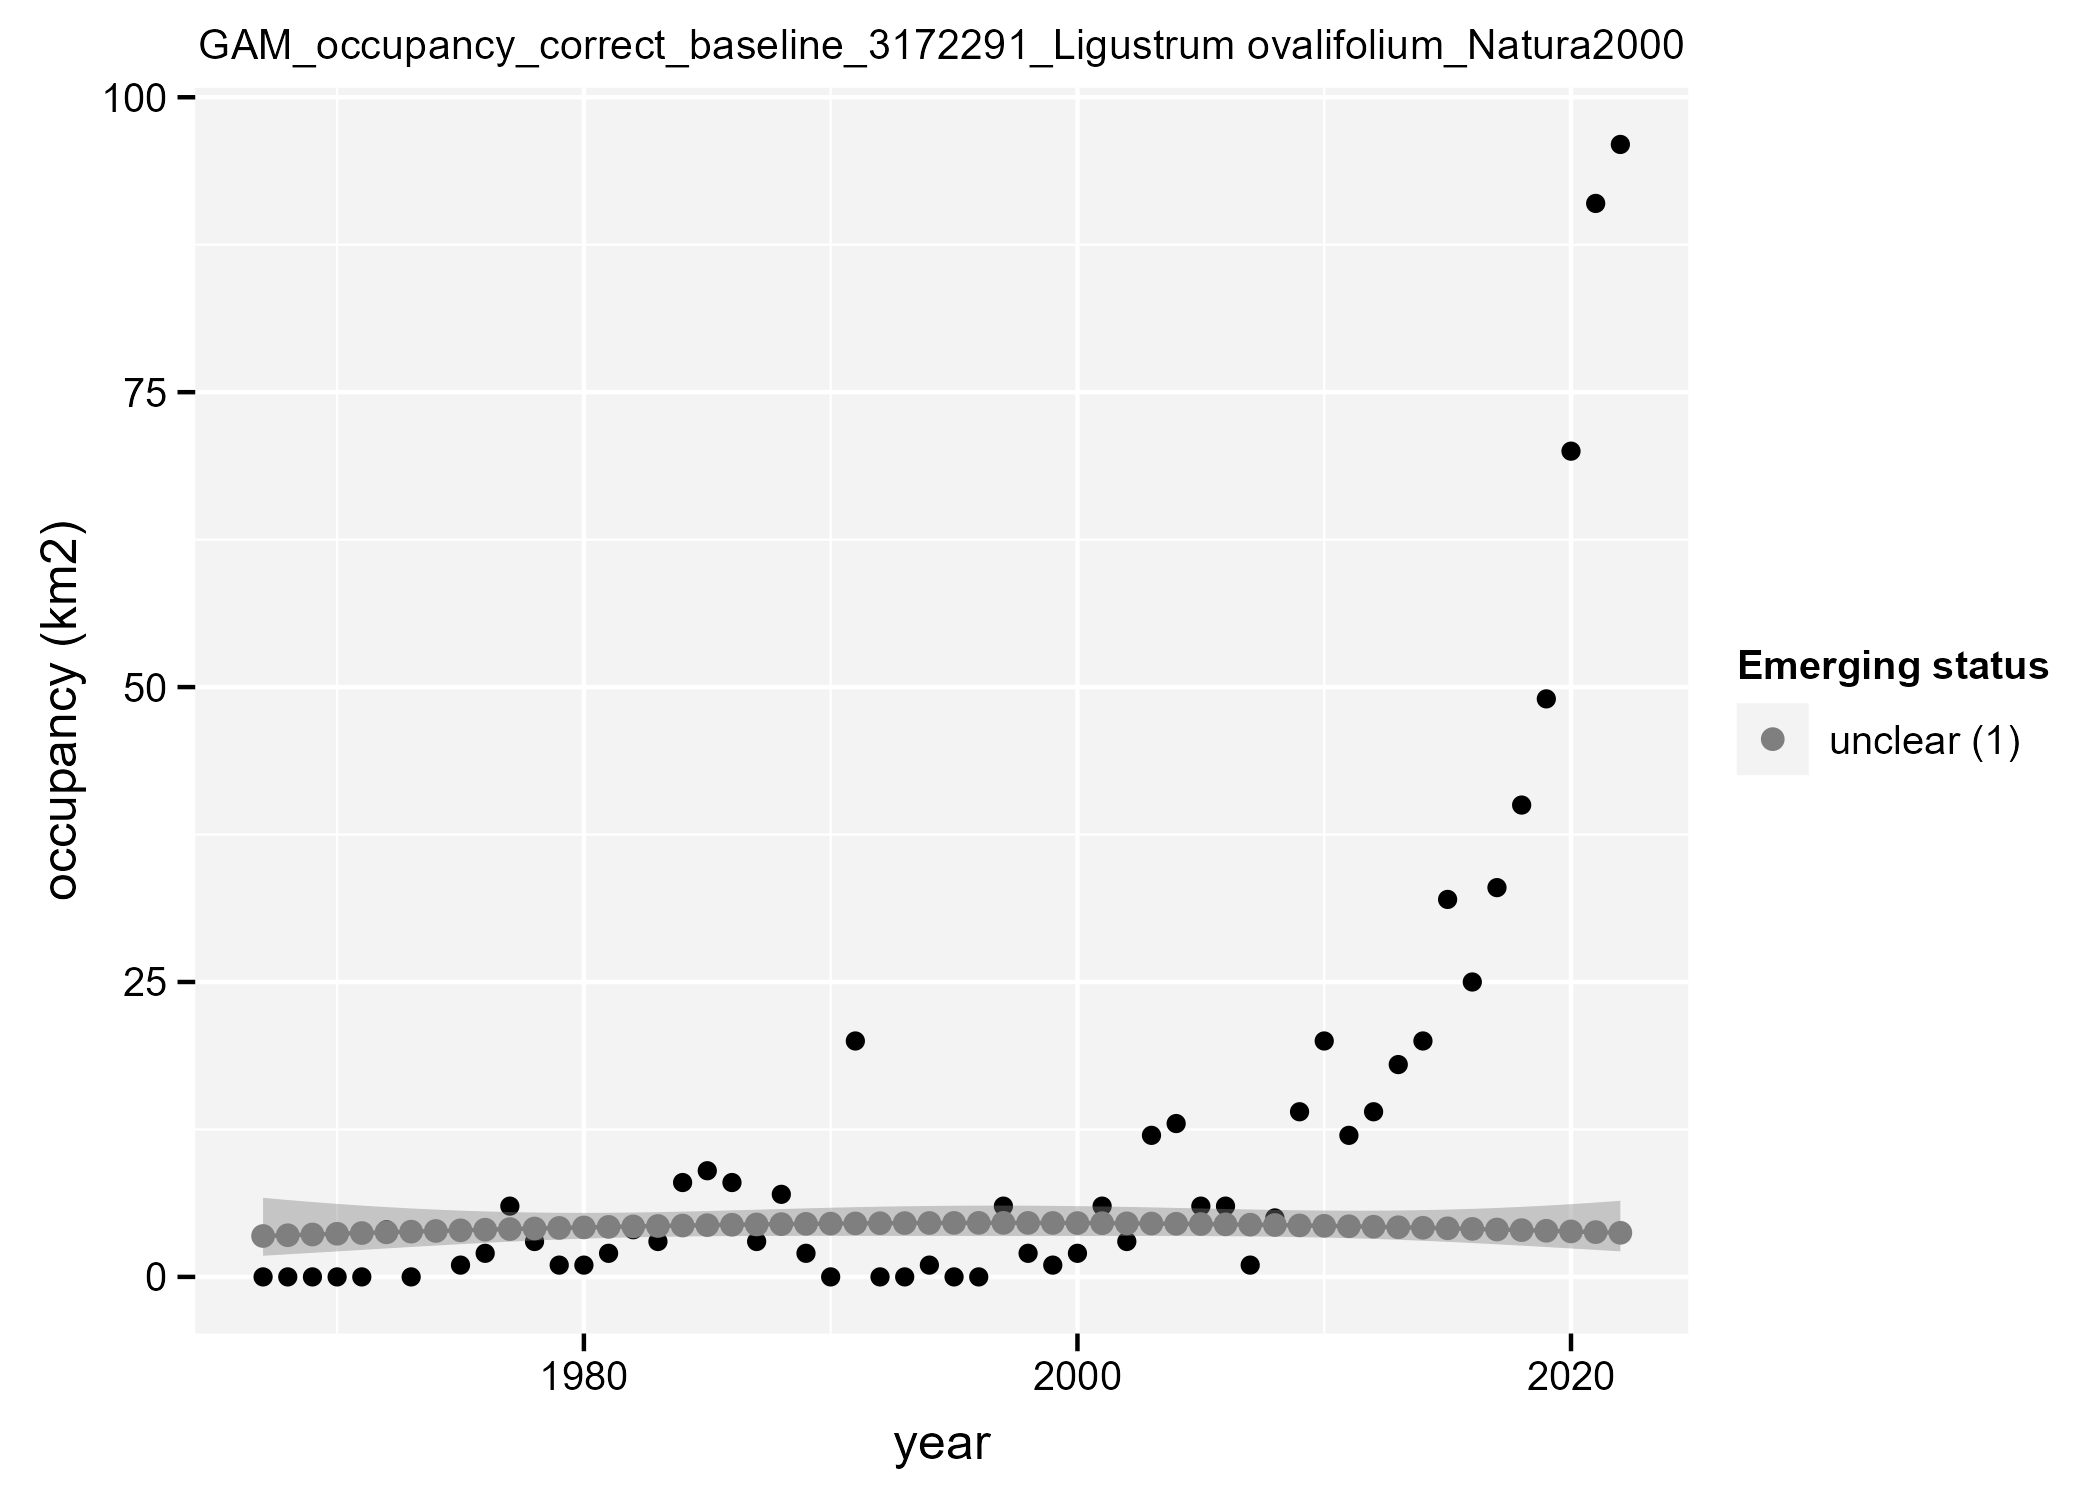 GAM_occupancy_correct_baseline_3172291_Ligustrum ovalifolium_Natura2000
100
75
50
25
0
occupancy (km2)
1980
2000
2020
year
Emerging status
unclear (1)